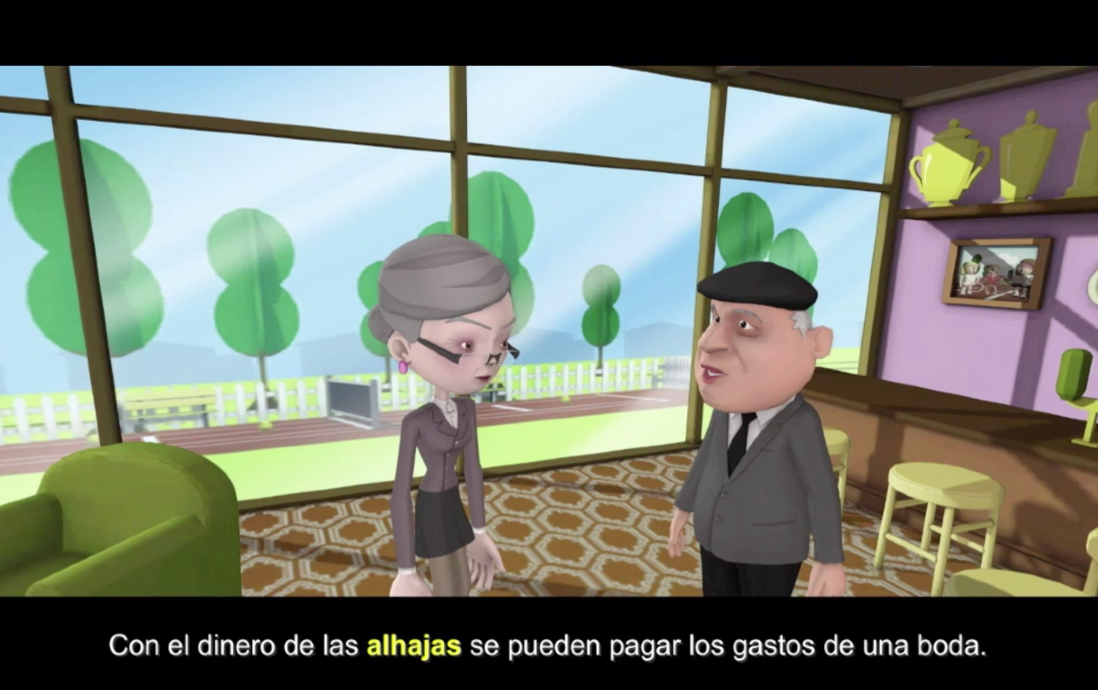 Con el dinero de las alhajas se pueden pagar los gastos de una boda.